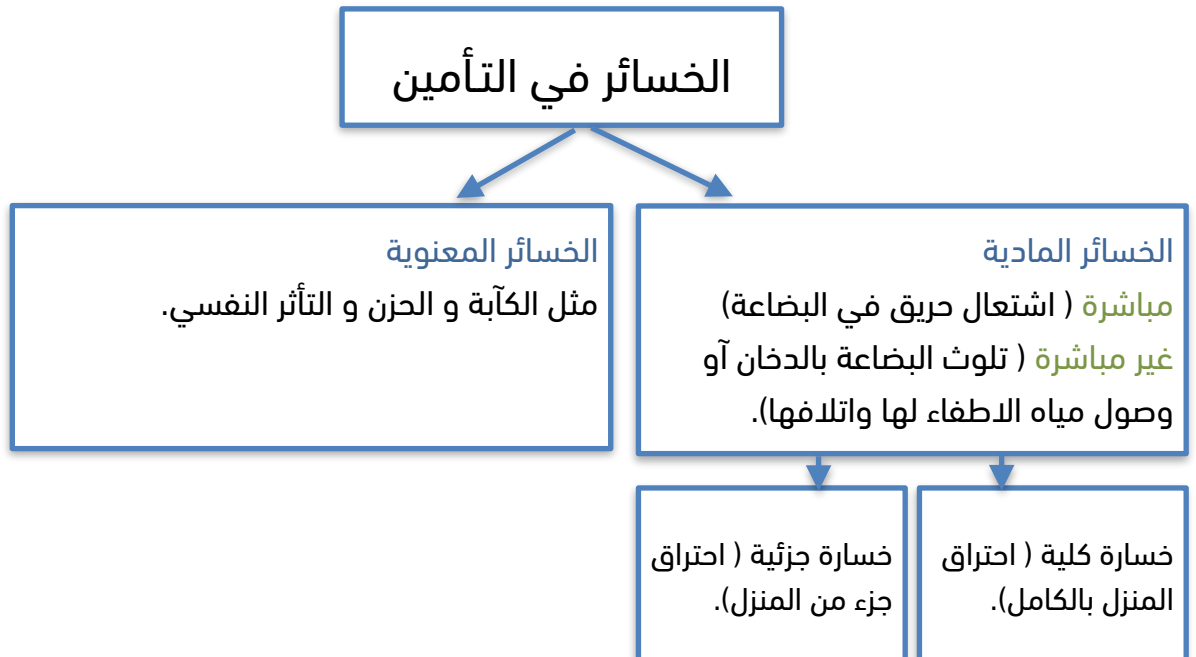 الخسائر في التأمين
الخسائر المادية
مباشرة ( اشتعال حريق في البضاعة)
غير مباشرة ( تلوث البضاعة بالدخان آو
وصول مياه الاطفاء لها واتلافها).
الخسائر المعنوية
مثل الكآبة و الحزن و التأثر النفسي.
خسارة كلية ( احتراق
المنزل بالكامل).
خسارة جزئية ( احتراق
جزء من المنزل).